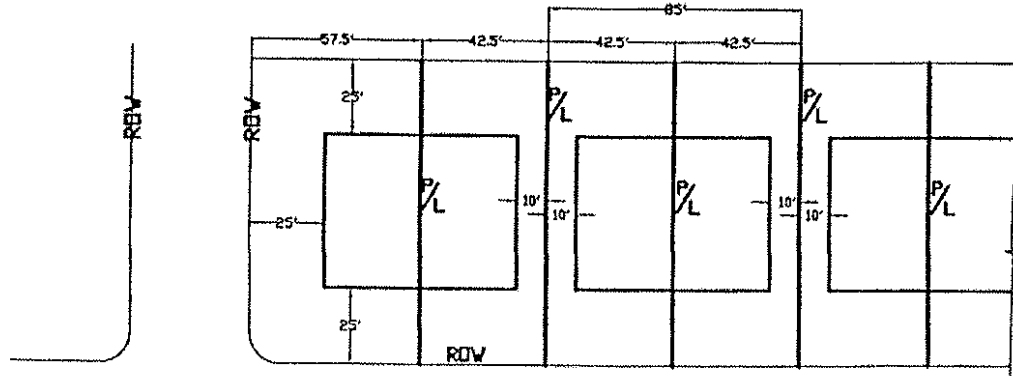 85'
57.5' 42.5' 42.5' 42.5'
25'
P/L P/L
ROW ROW
P/L P/L P/L
10' 10'
10' 10'
25'
25'
ROW